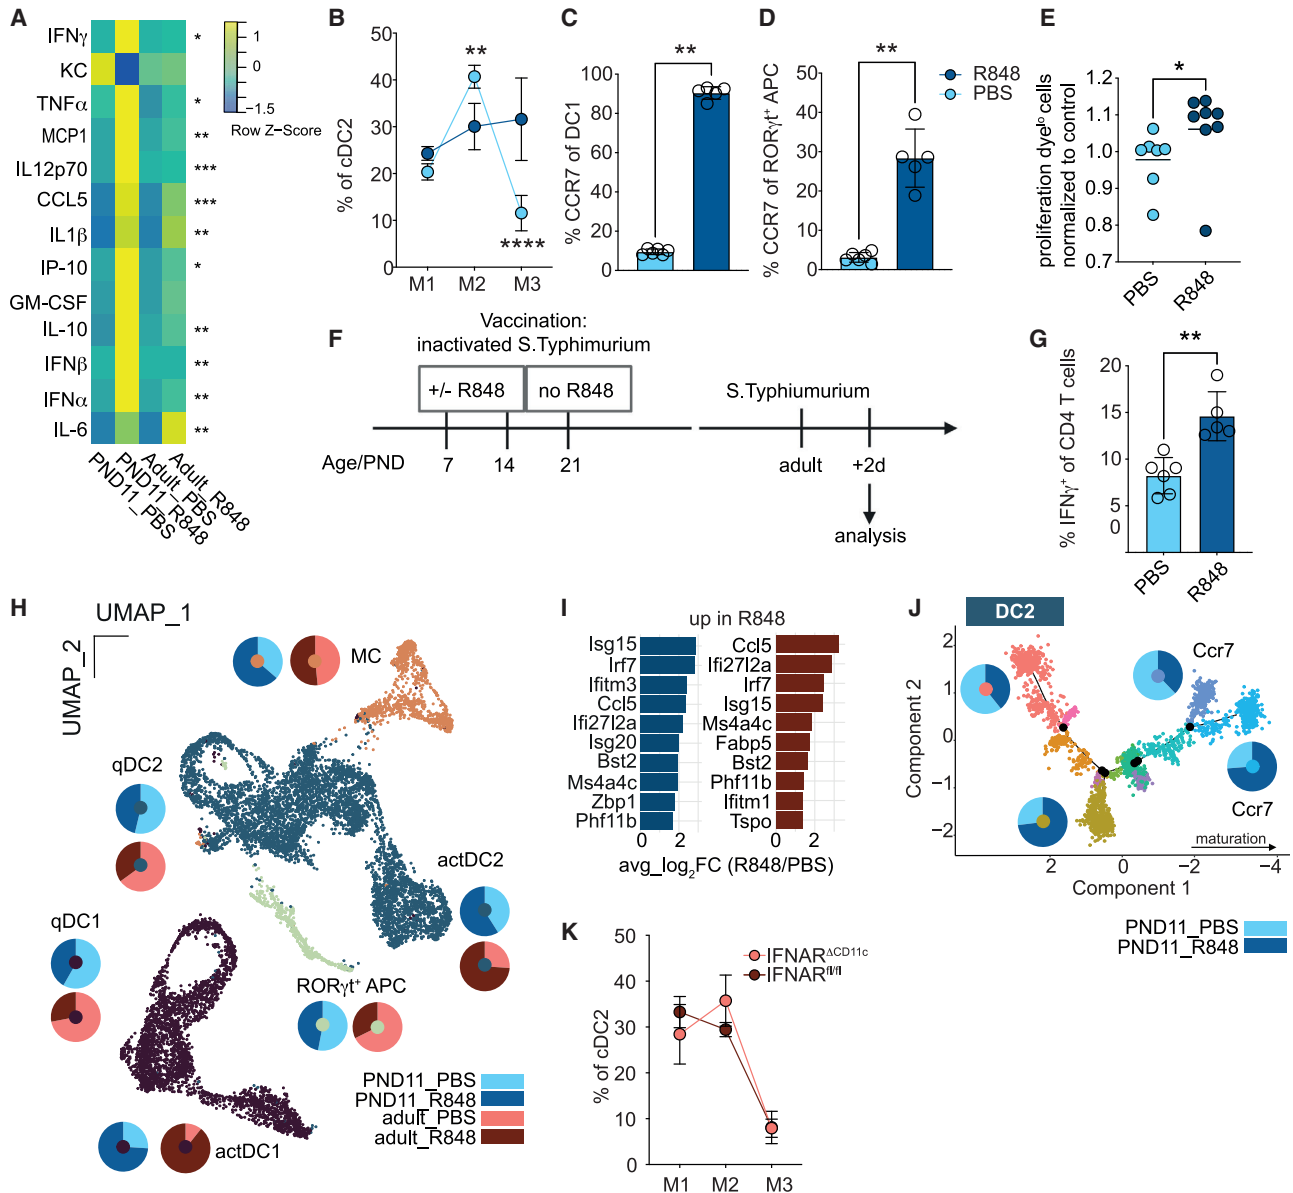 A
IFNγ
*
KC
TNFα
*
MCP1
**
IL12p70
***
CCL5
***
IL1β
**
IP-10
*
GM-CSF
IL-10
**
IFNβ
**
IFNα
**
IL-6
**
PND11_PBS
PND11_R848
Adult_PBS
Adult_R848
1
0
−1.5
Row Z−Score
B
% of cDC2
50
40
30
20
10
0
**
****
M1
M2
M3
C
% CCR7 of DC1
100
80
60
40
20
0
**
D
% CCR7 of RORγt⁺ APC
50
40
30
20
10
0
**
R848
PBS
E
proliferation dyeˡᵒ cells
normalized to control
1.2
1.1
1.0
0.9
0.8
0.7
*
PBS
R848
F
Vaccination:
inactivated S.Typhimurium
+/- R848
no R848
S.Typhiumurium
Age/PND
7
14
21
adult
+2d
analysis
G
% IFNγ⁺ of CD4 T cells
20
15
10
5
0
**
PBS
R848
H
UMAP_1
UMAP_2
MC
qDC2
actDC2
qDC1
RORγt⁺ APC
actDC1
PND11_PBS
PND11_R848
adult_PBS
adult_R848
I
up in R848
Isg15
Irf7
Ifitm3
Ccl5
Ifi27l2a
Isg20
Bst2
Ms4a4c
Zbp1
Phf11b
0
2
Ccl5
Ifi27l2a
Irf7
Isg15
Ms4a4c
Fabp5
Bst2
Phf11b
Ifitm1
Tspo
0
2
avg_log₂FC (R848/PBS)
J
DC2
Component 2
2
1
0
−1
−2
Ccr7
Ccr7
maturation
2
0
−2
−4
Component 1
PND11_PBS
PND11_R848
K
% of cDC2
50
40
30
20
10
0
IFNARᐞCD11c
IFNARfl/fl
M1
M2
M3